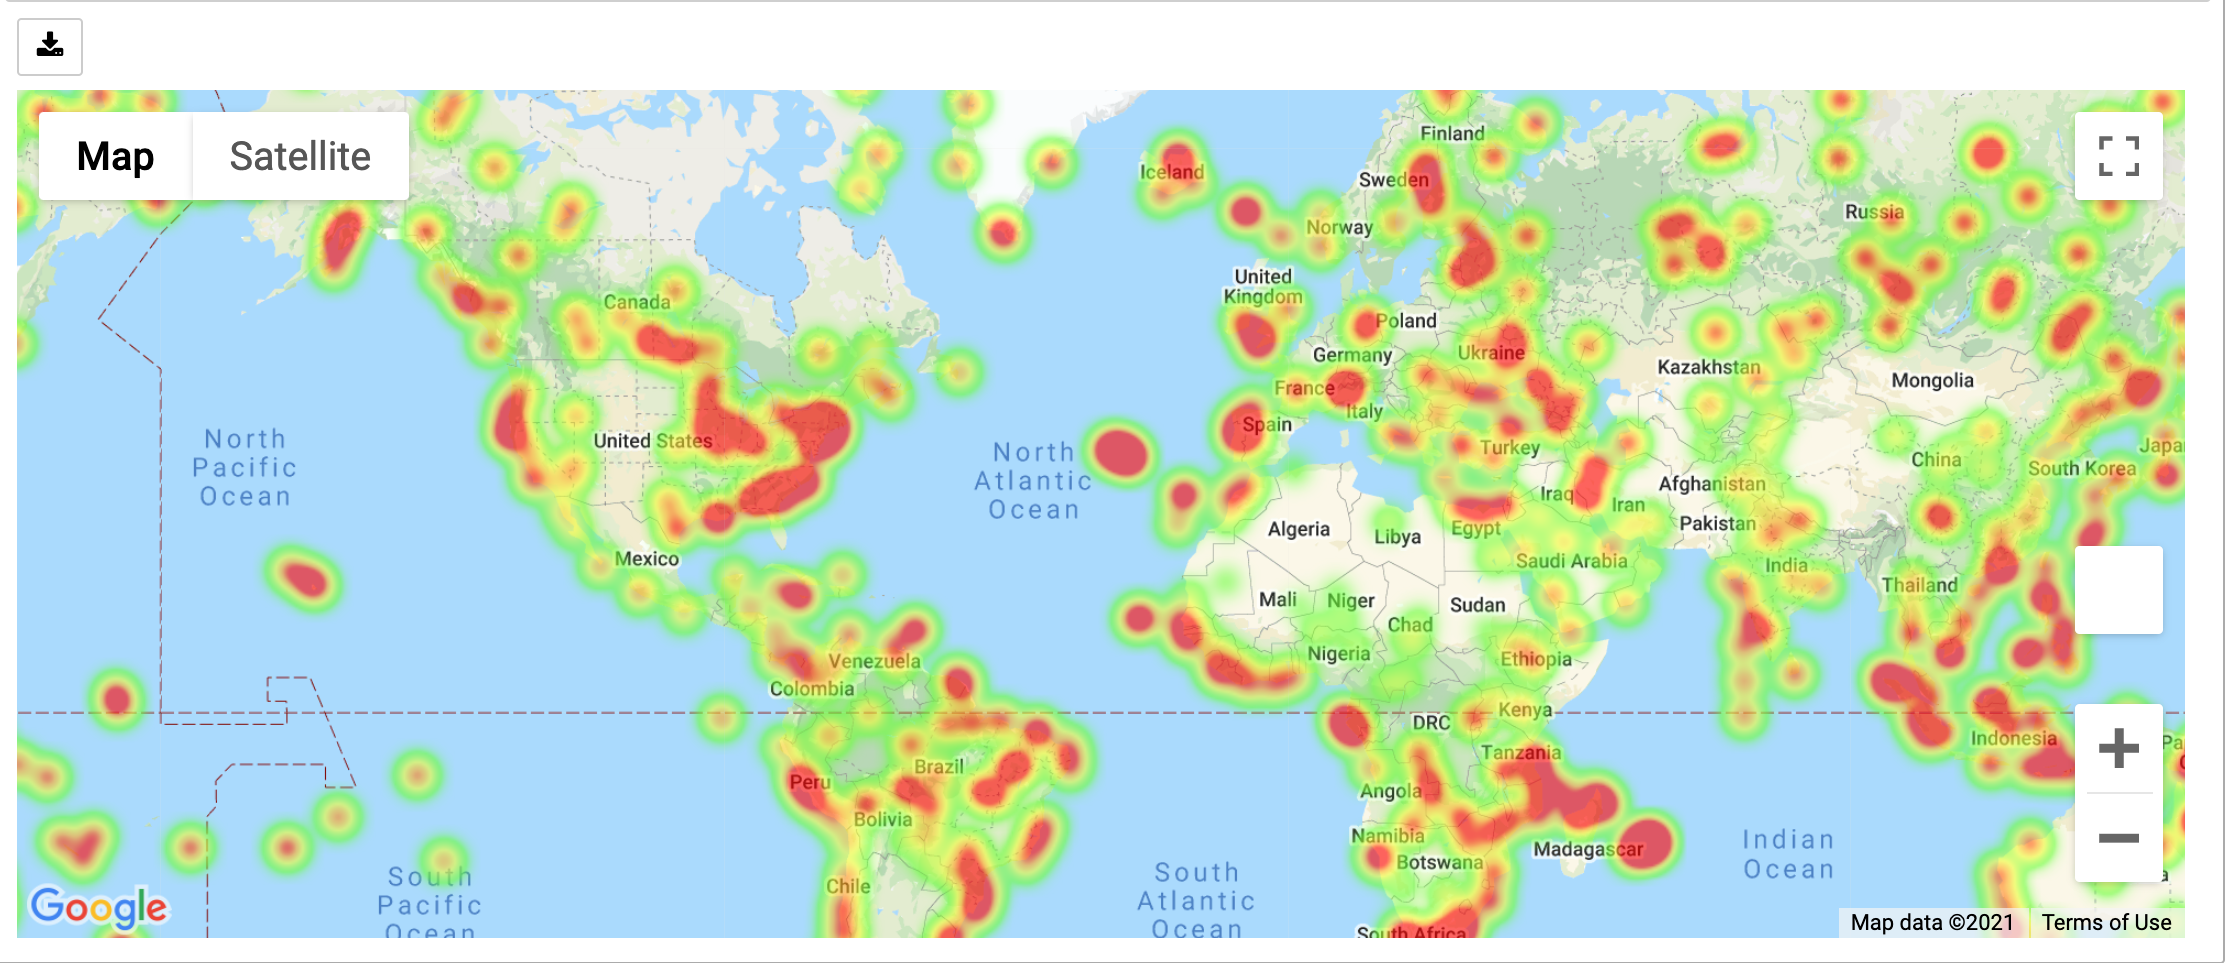 Map
Satellite
Finland
Iceland
Sweden
Russia
Norway
United
Kingdom
Canada
Poland
Germany
Ukraine
Kazakhstan
Mongolia
France
Italy
Spain
United States
Turkey
North
Pacific
Ocean
North
Atlantic
Ocean
China
South Korea
Japa
Iraq
Iran
Afghanistan
Pakistan
Algeria
Libya
Egypt
Saudi Arabia
India
Thailand
Mexico
Mali
Niger
Chad
Sudan
Nigeria
Ethiopia
Venezuela
Colombia
DRC
Kenya
Tanzania
Indonesia
Pa
Peru
Brazil
Bolivia
Angola
Namibia
Botswana
Madagascar
Indian
Ocean
Chile
South
Pacific
Ocean
South
Atlantic
Ocean
South Africa
Google
Map data ©2021
Terms of Use